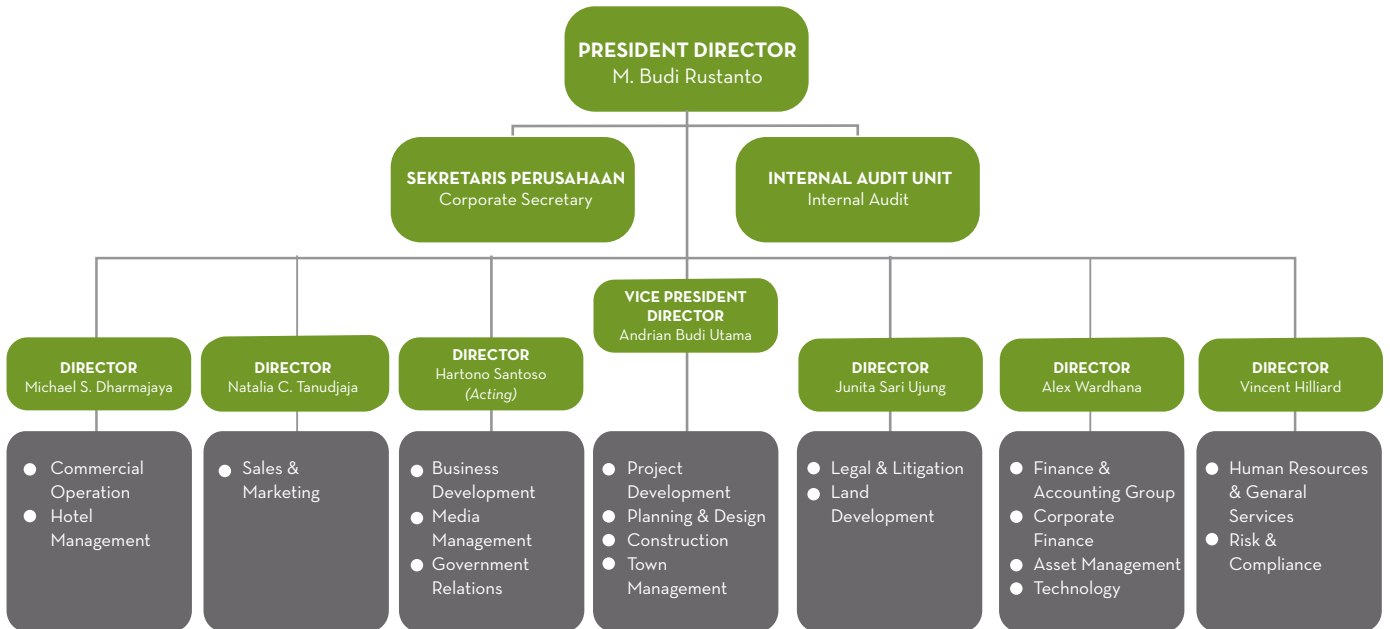 PRESIDENT DIRECTOR
M. Budi Rustanto
SEKRETARIS PERUSAHAAN
Corporate Secretary
INTERNAL AUDIT UNIT
Internal Audit
VICE PRESIDENT
DIRECTOR
Andrian Budi Utama
DIRECTOR
Michael S. Dharmajaya
DIRECTOR
Natalia C. Tanudjaja
DIRECTOR
Hartono Santoso
(Acting)
DIRECTOR
Junita Sari Ujung
DIRECTOR
Alex Wardhana
DIRECTOR
Vincent Hilliard
Commercial
Operation
Hotel
Management
Sales &
Marketing
Business
Development
Media
Management
Government
Relations
Project
Development
Planning & Design
Construction
Town
Management
Legal & Litigation
Land
Development
Finance &
Accounting Group
Corporate
Finance
Asset Management
Technology
Human Resources
& Genaral
Services
Risk &
Compliance